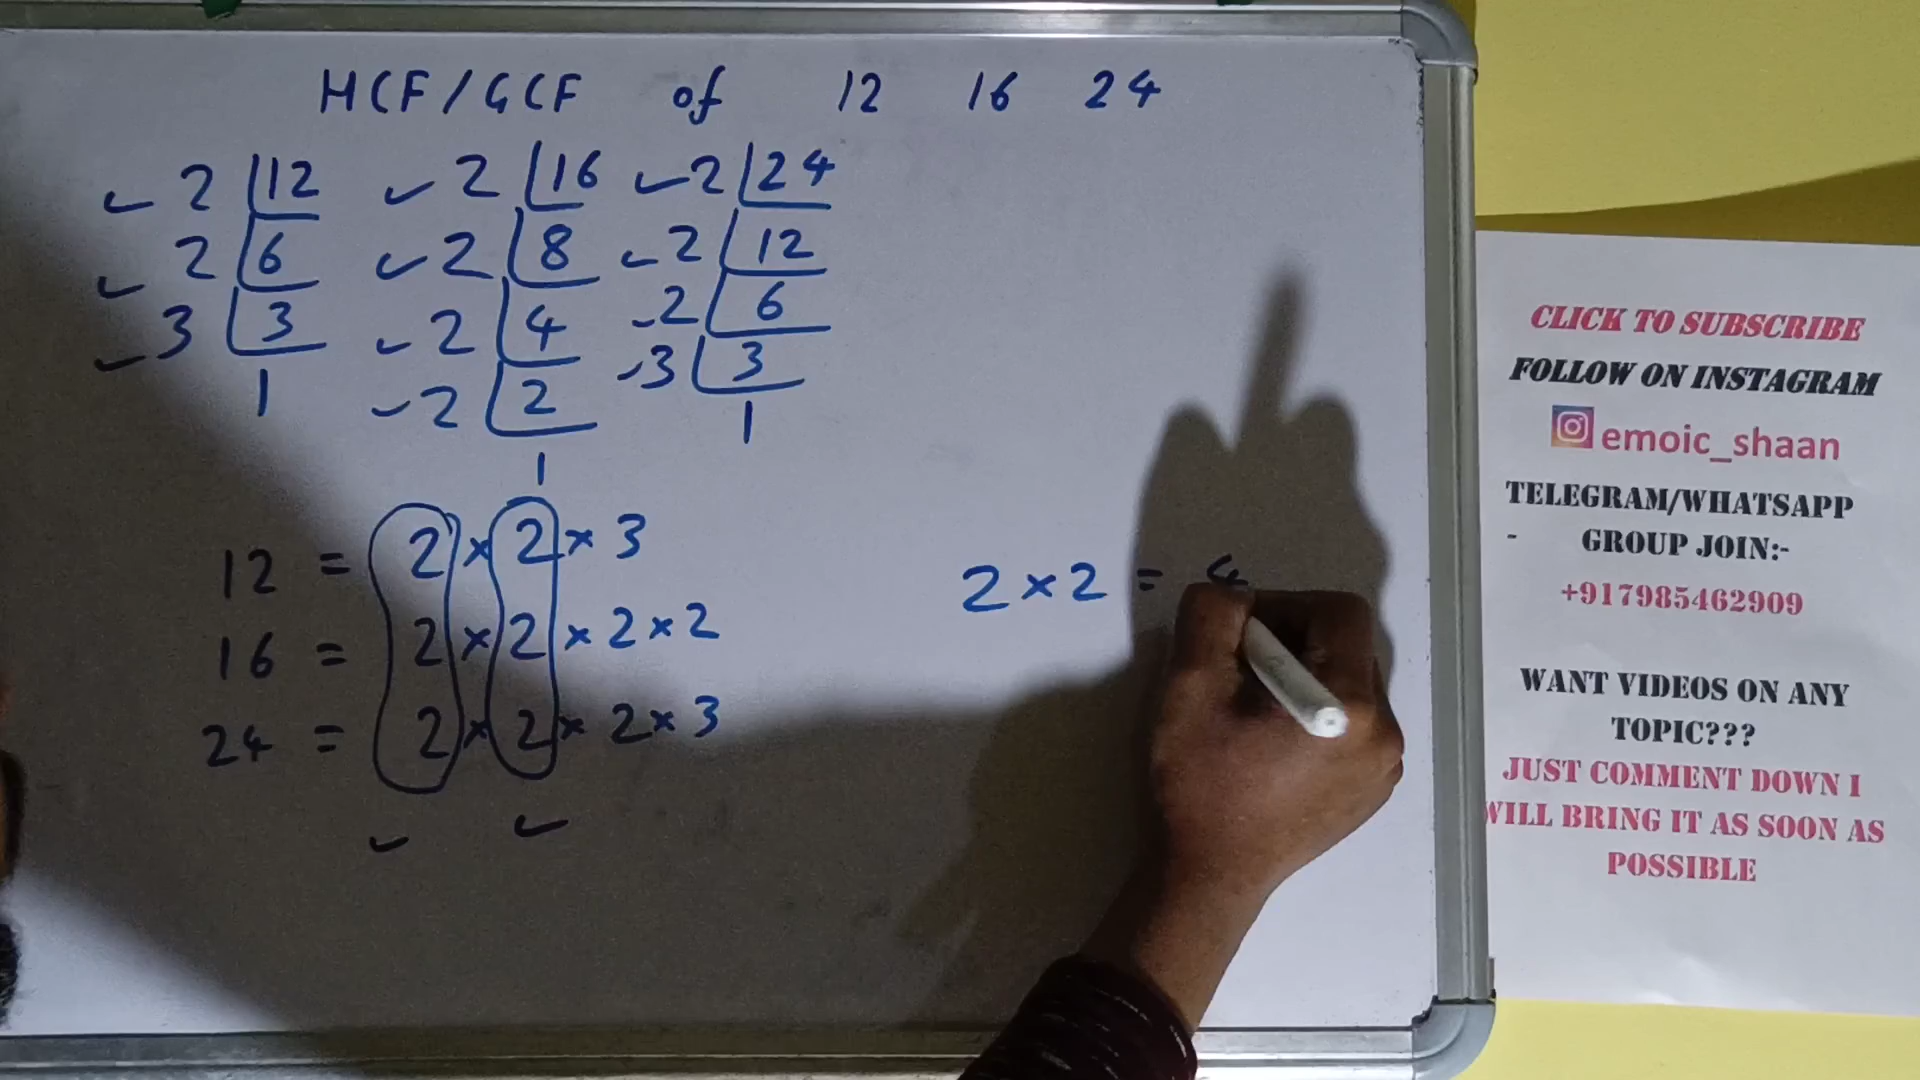 HCF/GCF of 12 16 24
2 12 2 16 2 24
2 6 2 8 2 12
3 3 2 4 2 6
1 2 2 3 3
1 1
12 = 2 × 2 × 3
16 = 2 × 2 × 2 × 2
24 = 2 × 2 × 2 × 3
2 × 2 = 4
CLICK TO SUBSCRIBE
FOLLOW ON INSTAGRAM
emoic_shaan
TELEGRAM/WHATSAPP
- GROUP JOIN:-
+917985462909
WANT VIDEOS ON ANY
TOPIC???
JUST COMMENT DOWN I
WILL BRING IT AS SOON AS
POSSIBLE